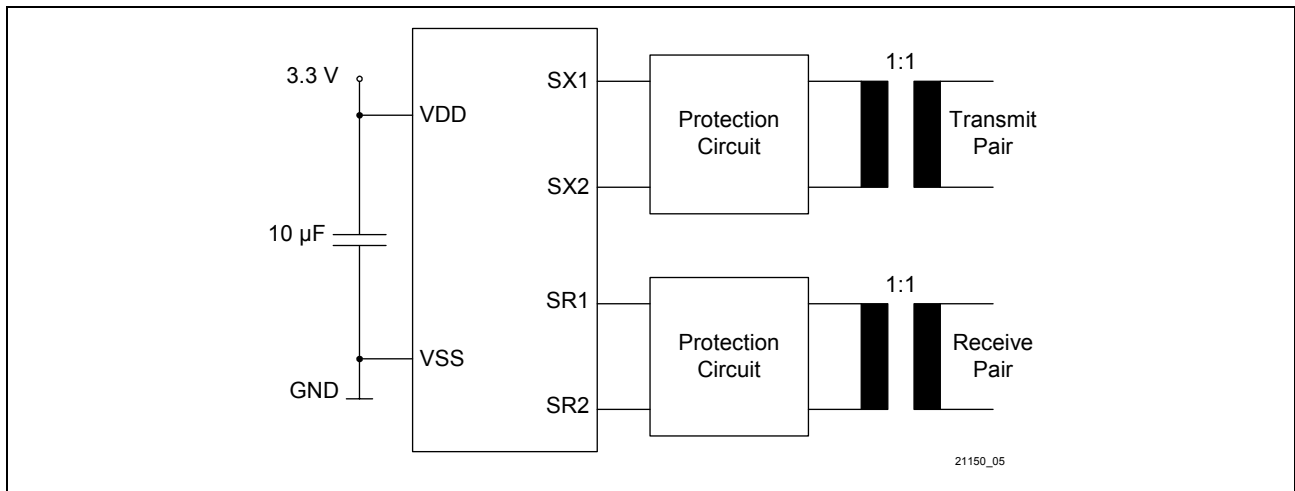 3.3 V
VDD
10 µF
VSS
GND
SX1
SX2
SR1
SR2
Protection
Circuit
1:1
Transmit
Pair
Protection
Circuit
1:1
Receive
Pair
21150_05